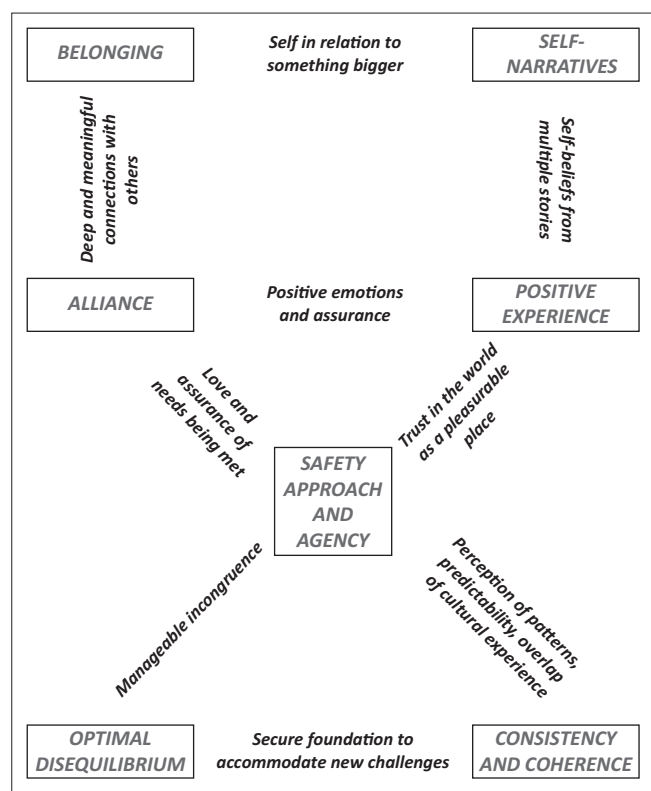 BELONGING
Self in relation to
something bigger
SELF-
NARRATIVES
Deep and meaningful
connections with
others
Self-beliefs from
multiple stories
ALLIANCE
Positive emotions
and assurance
POSITIVE
EXPERIENCE
Love and
assurance of
needs being met
Trust in the world
as a pleasurable
place
SAFETY
APPROACH
AND
AGENCY
Manageable incongruence
Perception of patterns,
predictability, overlap
of cultural experience
OPTIMAL
DISEQUILIBRIUM
Secure foundation to
accommodate new challenges
CONSISTENCY
AND COHERENCE